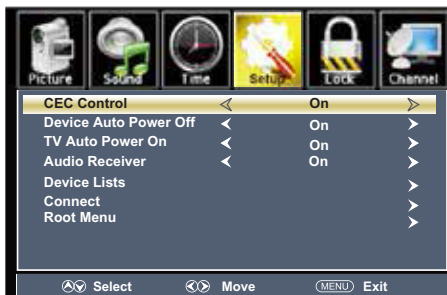 Picture Sound Time Setup Lock Channel
CEC Control On
Device Auto Power Off On
TV Auto Power On On
Audio Receiver On
Device Lists
Connect
Root Menu
Select Move MENU Exit